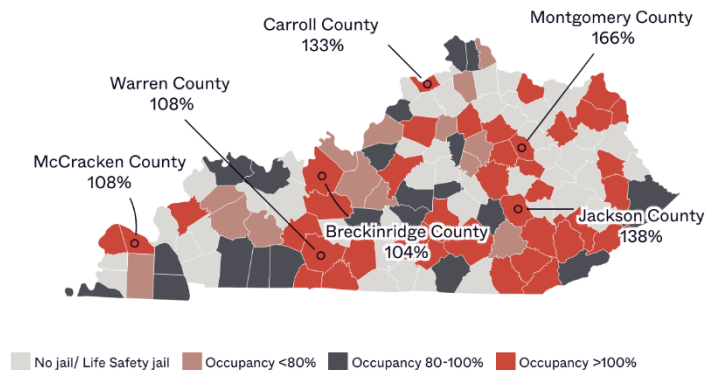 Montgomery County
166%
Carroll County
133%
Warren County
108%
McCracken County
108%
Breckinridge County
104%
Jackson County
138%
No jail/ Life Safety jail
Occupancy <80%
Occupancy 80-100%
Occupancy >100%